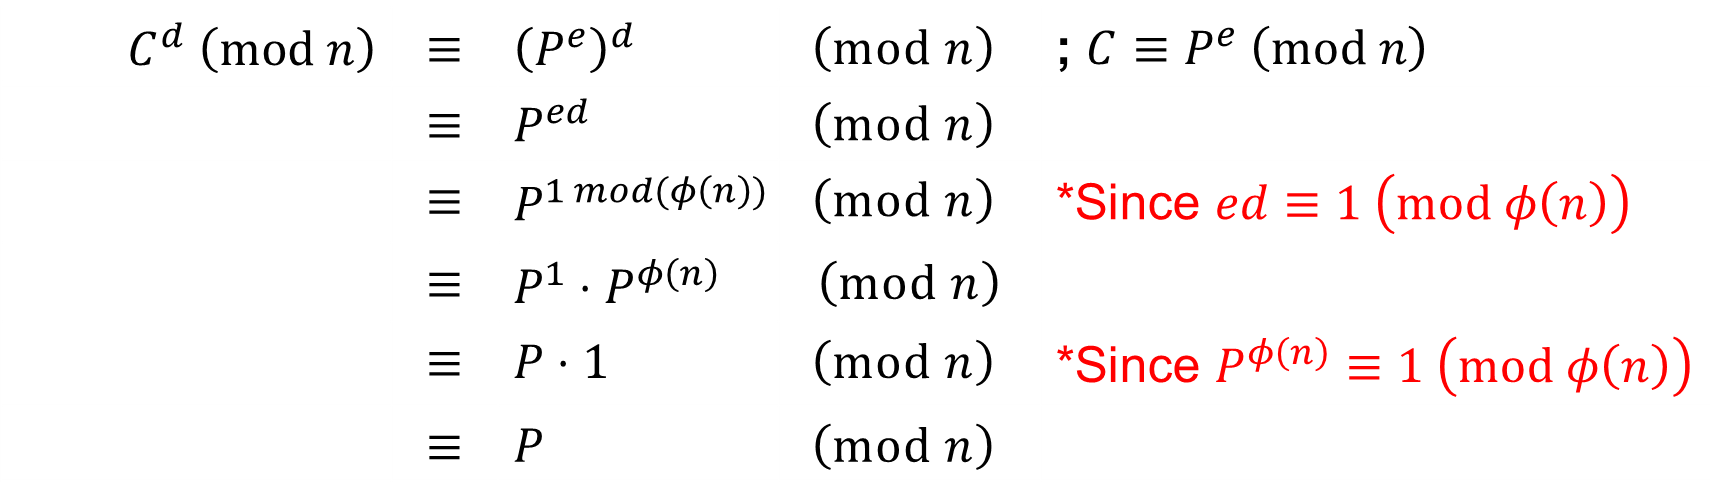 C^d (mod n) ≡ (P^e)^d (mod n) ; C ≡ P^e (mod n)
≡ P^{ed} (mod n)
≡ P^{1 mod(ϕ(n))} (mod n) *Since ed ≡ 1 (mod ϕ(n))
≡ P^1 · P^{ϕ(n)} (mod n)
≡ P · 1 (mod n) *Since P^{ϕ(n)} ≡ 1 (mod ϕ(n))
≡ P (mod n)